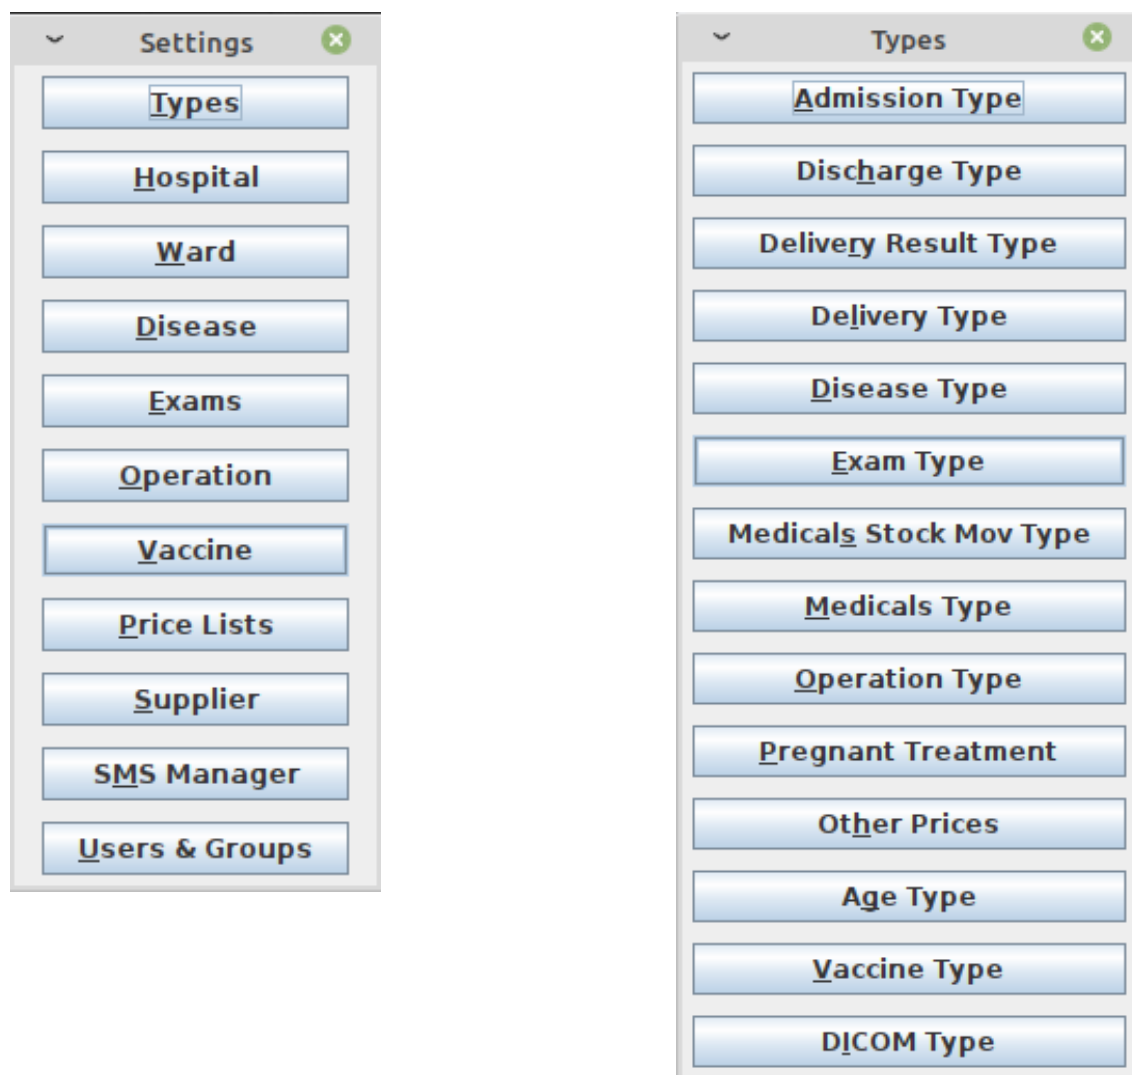 Settings
Types
Hospital
Ward
Disease
Exams
Operation
Vaccine
Price Lists
Supplier
SMS Manager
Users & Groups
Types
Admission Type
Discharge Type
Delivery Result Type
Delivery Type
Disease Type
Exam Type
Medicals Stock Mov Type
Medicals Type
Operation Type
Pregnant Treatment
Other Prices
Age Type
Vaccine Type
DICOM Type